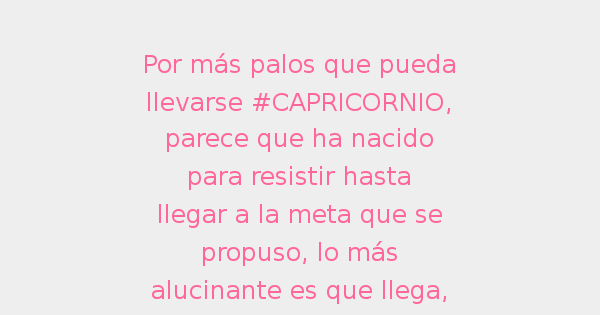 Por más palos que pueda
llevarse #CAPRICORNIO,
parece que ha nacido
para resistir hasta
llegar a la meta que se
propuso, lo más
alucinante es que llega,